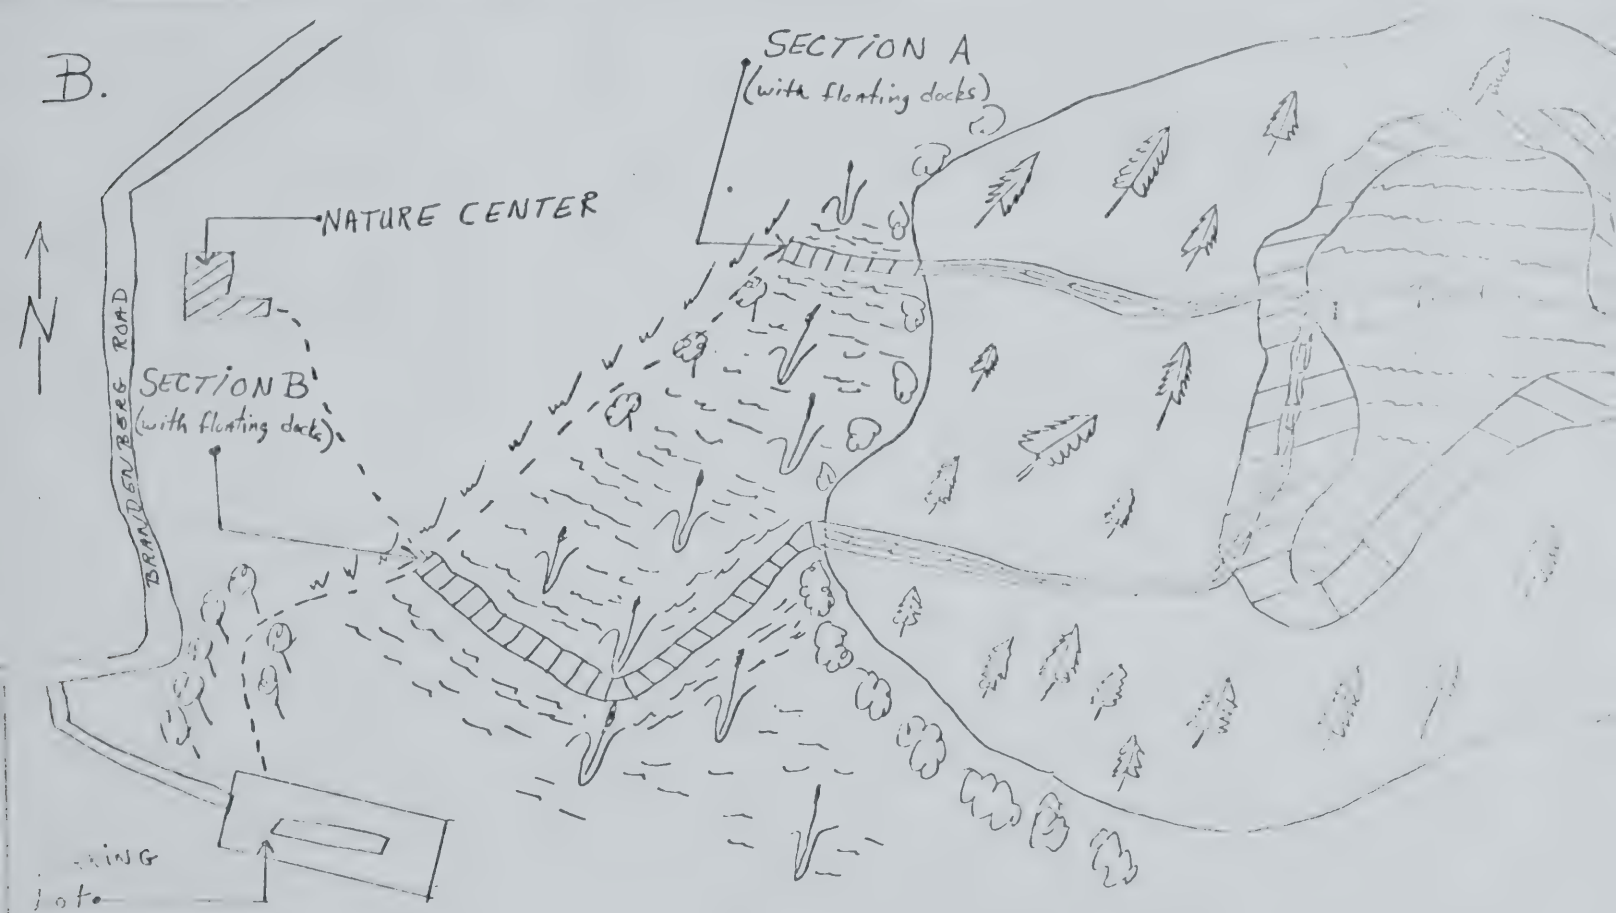 B.
SECTION A
(with floating docks)
NATURE CENTER
N
BRANDENBERG ROAD
SECTION B
(with floating docks)